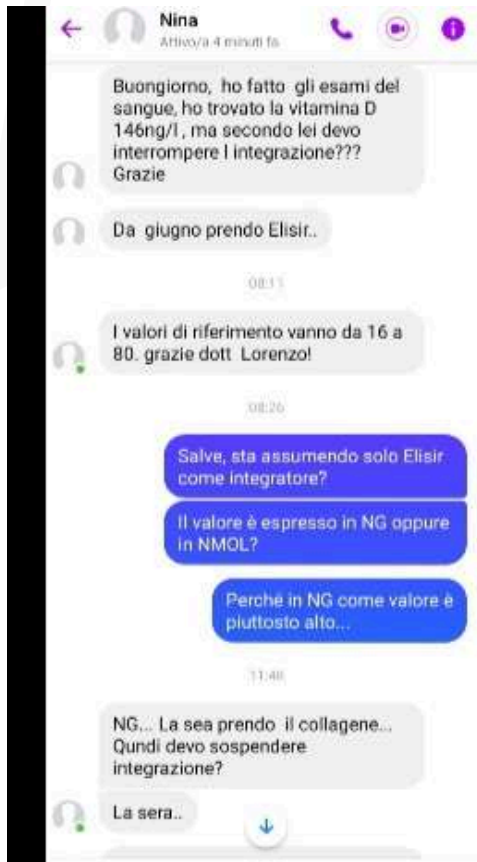 Nina
Attivo/a 4 minuti fa
Buongiorno, ho fatto gli esami del
sangue, ho trovato la vitamina D
146ng/l , ma secondo lei devo
interrompere l integrazione???
Grazie
Da giugno prendo Elisir..
08:11
I valori di riferimento vanno da 16 a
80. grazie dott Lorenzo!
08:26
Salve, sta assumendo solo Elisir
come integratore?
Il valore è espresso in NG oppure
in NMOL?
Perchè in NG come valore è
piuttosto alto...
11:48
NG... La sea prendo il collagene...
Qundi devo sospendere
integrazione?
La sera..